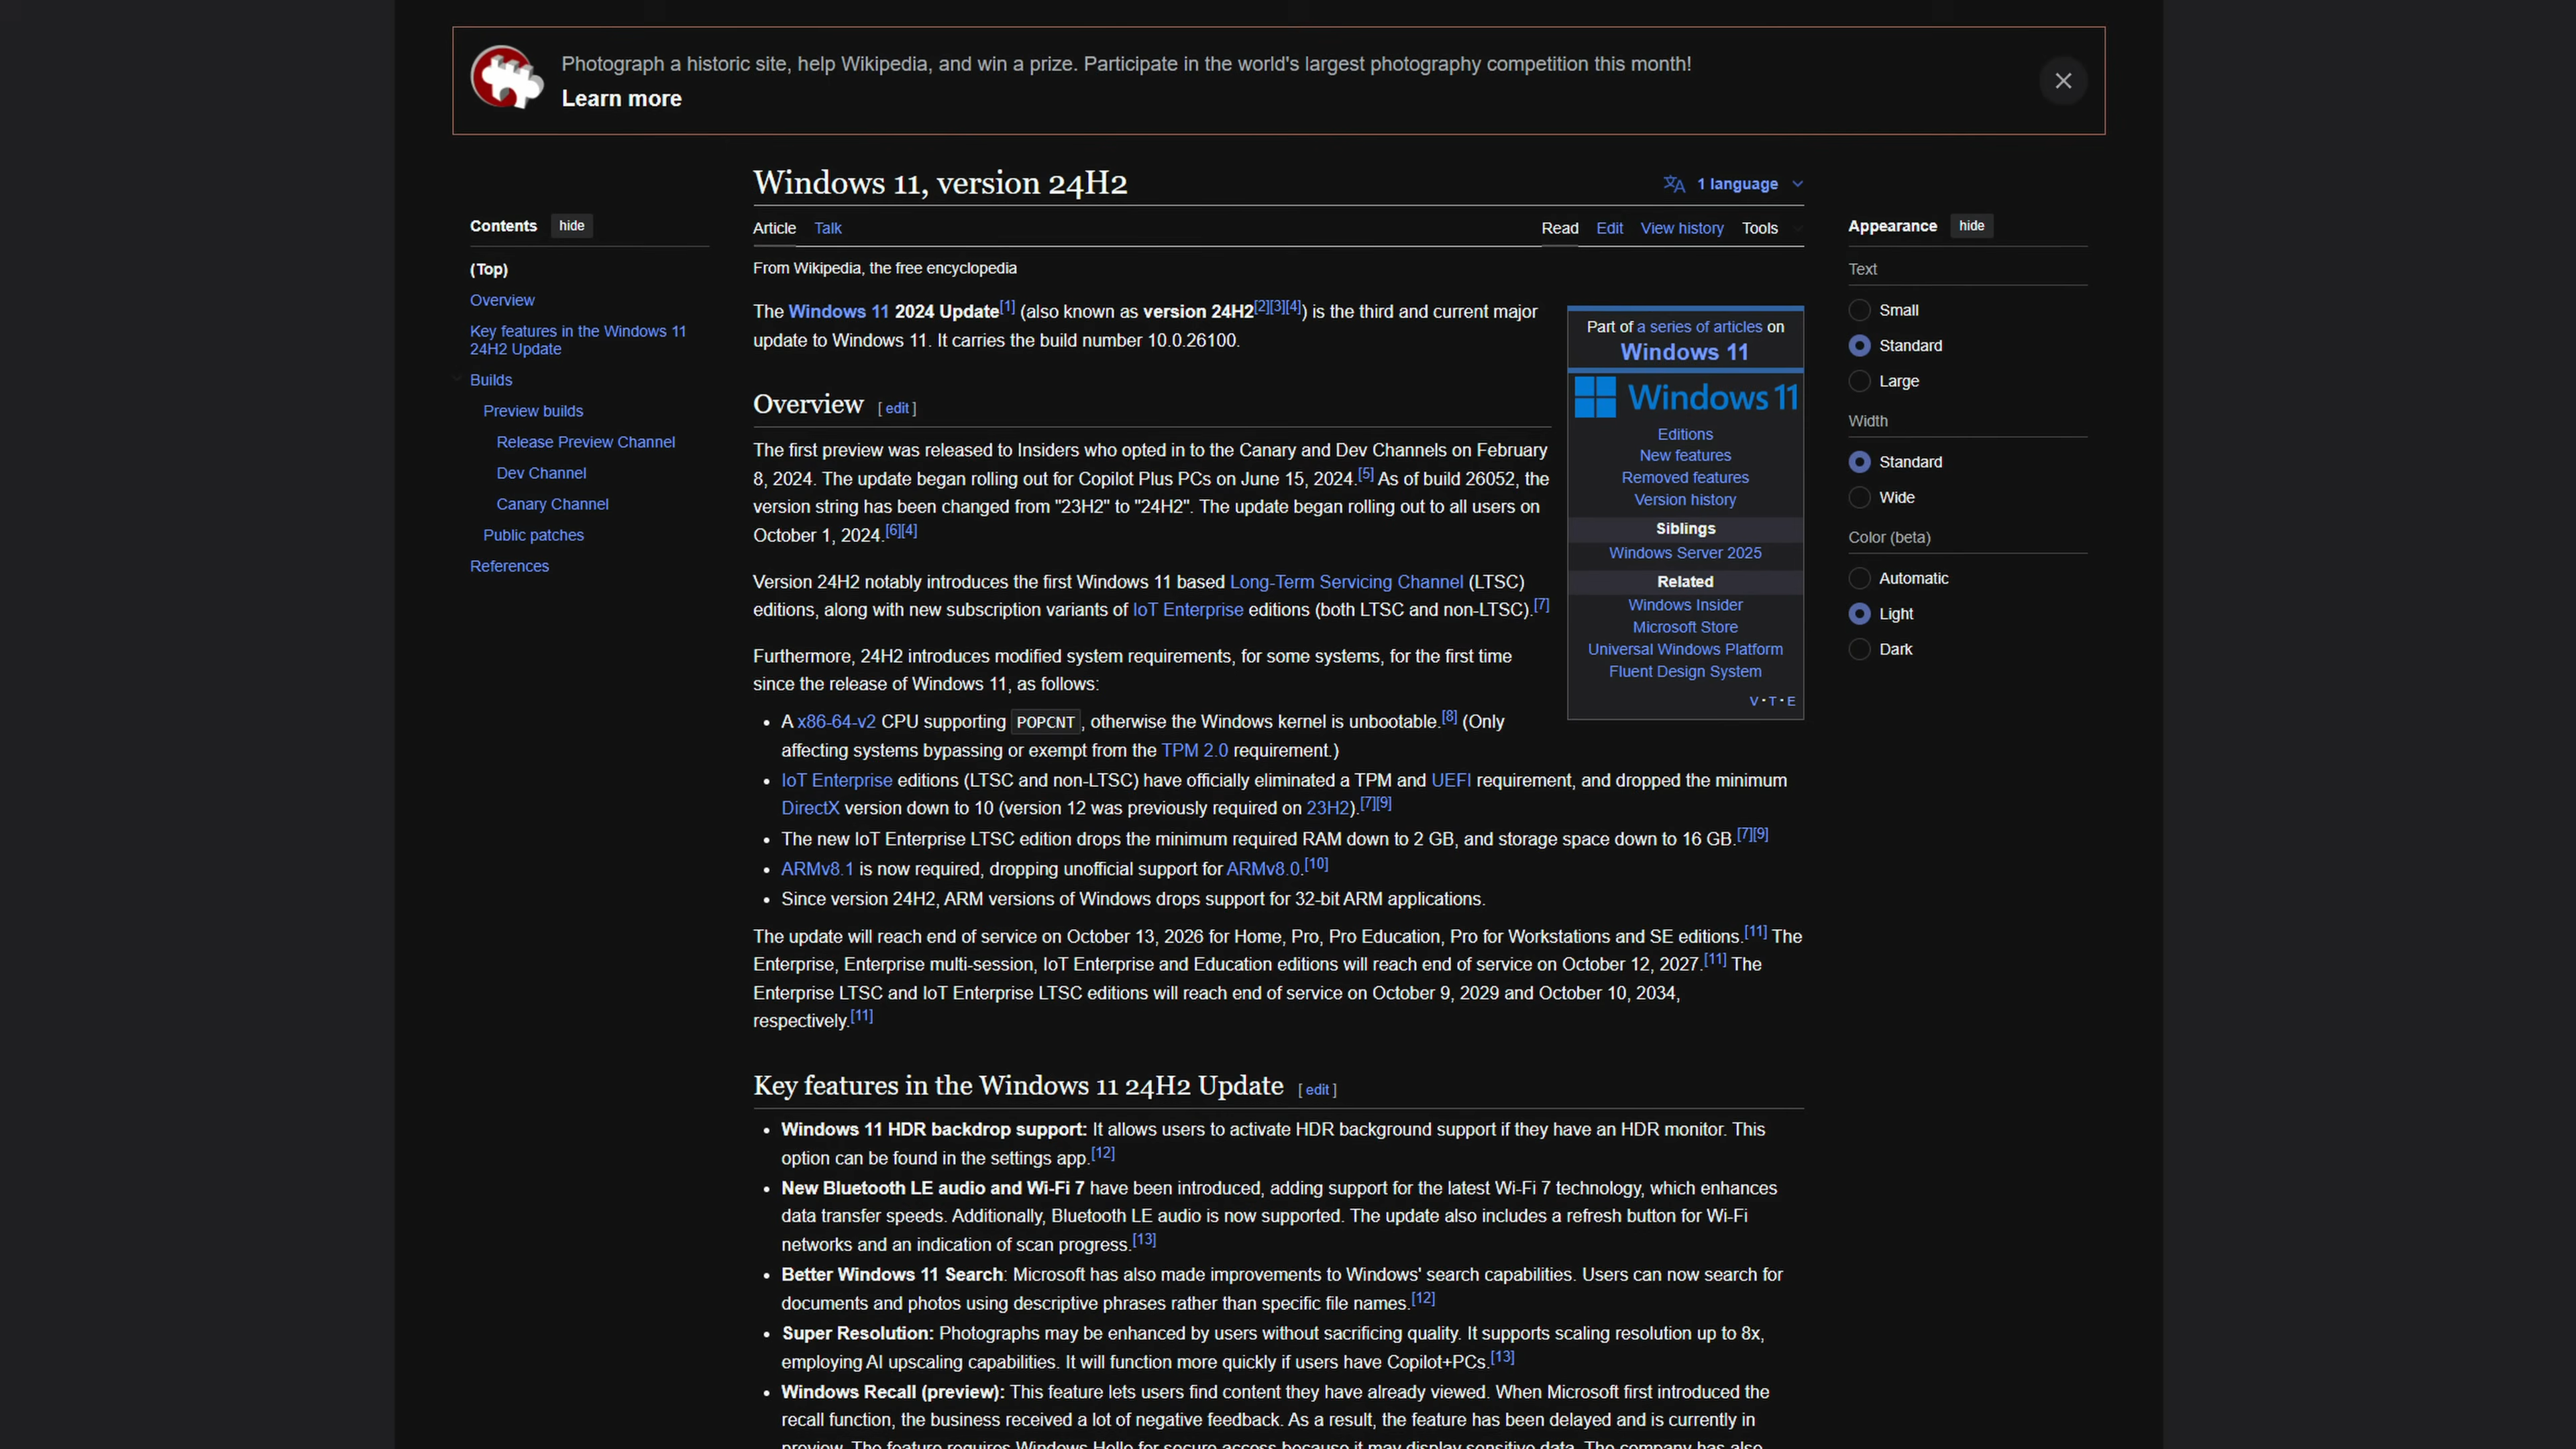 Photograph a historic site, help Wikipedia, and win a prize. Participate in the world's largest photography competition this month!
Learn more
Windows 11, version 24H2
1 language
Contents hide
Article Talk
Read Edit View history Tools
Appearance hide
(Top)
Overview
Key features in the Windows 11
24H2 Update
Builds
Preview builds
Release Preview Channel
Dev Channel
Canary Channel
Public patches
References
From Wikipedia, the free encyclopedia
The Windows 11 2024 Update[1] (also known as version 24H2[2][3][4]) is the third and current major
update to Windows 11. It carries the build number 10.0.26100.
Overview [ edit ]
The first preview was released to Insiders who opted in to the Canary and Dev Channels on February
8, 2024. The update began rolling out for Copilot Plus PCs on June 15, 2024.[5] As of build 26052, the
version string has been changed from "23H2" to "24H2". The update began rolling out to all users on
October 1, 2024.[6][4]
Version 24H2 notably introduces the first Windows 11 based Long-Term Servicing Channel (LTSC)
editions, along with new subscription variants of IoT Enterprise editions (both LTSC and non-LTSC).[7]
Furthermore, 24H2 introduces modified system requirements, for some systems, for the first time
since the release of Windows 11, as follows:
• A x86-64-v2 CPU supporting POPCNT, otherwise the Windows kernel is unbootable.[8] (Only
affecting systems bypassing or exempt from the TPM 2.0 requirement.)
• IoT Enterprise editions (LTSC and non-LTSC) have officially eliminated a TPM and UEFI requirement, and dropped the minimum
DirectX version down to 10 (version 12 was previously required on 23H2).[7][9]
• The new IoT Enterprise LTSC edition drops the minimum required RAM down to 2 GB, and storage space down to 16 GB.[7][9]
• ARMv8.1 is now required, dropping unofficial support for ARMv8.0.[10]
• Since version 24H2, ARM versions of Windows drops support for 32-bit ARM applications.
The update will reach end of service on October 13, 2026 for Home, Pro, Pro Education, Pro for Workstations and SE editions.[11] The
Enterprise, Enterprise multi-session, IoT Enterprise and Education editions will reach end of service on October 12, 2027.[11] The
Enterprise LTSC and IoT Enterprise LTSC editions will reach end of service on October 9, 2029 and October 10, 2034,
respectively.[11]
Key features in the Windows 11 24H2 Update [ edit ]
• Windows 11 HDR backdrop support: It allows users to activate HDR background support if they have an HDR monitor. This
option can be found in the settings app.[12]
• New Bluetooth LE audio and Wi-Fi 7 have been introduced, adding support for the latest Wi-Fi 7 technology, which enhances
data transfer speeds. Additionally, Bluetooth LE audio is now supported. The update also includes a refresh button for Wi-Fi
networks and an indication of scan progress.[13]
• Better Windows 11 Search: Microsoft has also made improvements to Windows' search capabilities. Users can now search for
documents and photos using descriptive phrases rather than specific file names.[12]
• Super Resolution: Photographs may be enhanced by users without sacrificing quality. It supports scaling resolution up to 8x,
employing AI upscaling capabilities. It will function more quickly if users have Copilot+PCs.[13]
• Windows Recall (preview): This feature lets users find content they have already viewed. When Microsoft first introduced the
recall function, the business received a lot of negative feedback. As a result, the feature has been delayed and is currently in
preview. The feature requires Windows Hello for secure access because it may display sensitive data. The company has also
Part of a series of articles on
Windows 11
Windows 11
Editions
New features
Removed features
Version history
Siblings
Windows Server 2025
Related
Windows Insider
Microsoft Store
Universal Windows Platform
Fluent Design System
V · T · E
Text
Small
Standard
Large
Width
Standard
Wide
Color (beta)
Automatic
Light
Dark